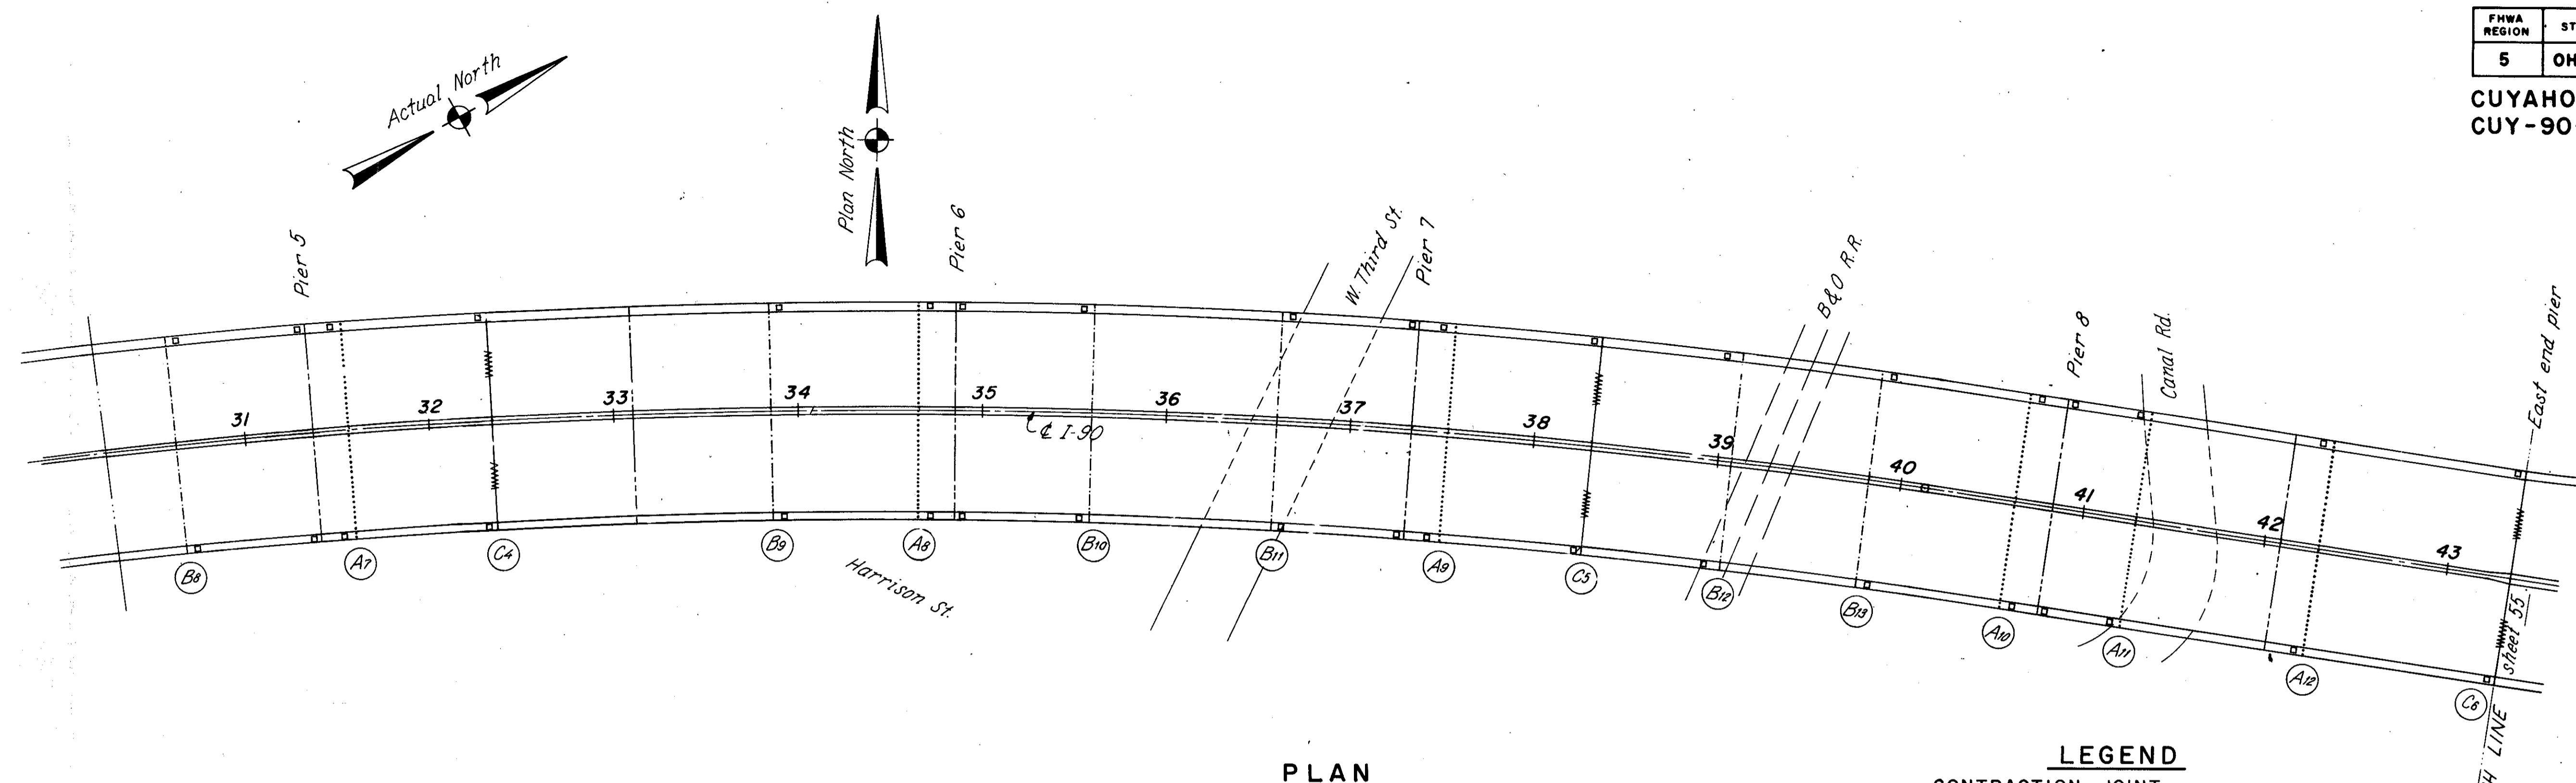 FHWA REGION
5
CUYAHO
CUY-90
Actual North
Plan North
Pier 5
Pier 6
W. Third St.
Pier 7
B&O R.R.
Pier 8
Canal Rd.
East end pier
31
32
33
34
35
36
37
38
39
40
41
42
43
℄ I-90
B8
A7
C4
B9
A8
B10
B11
A9
C5
B12
B13
A10
A11
A12
C6
Harrison St.
sheet 55
LINE
PLAN
LEGEND
CONTRACTION JOINT